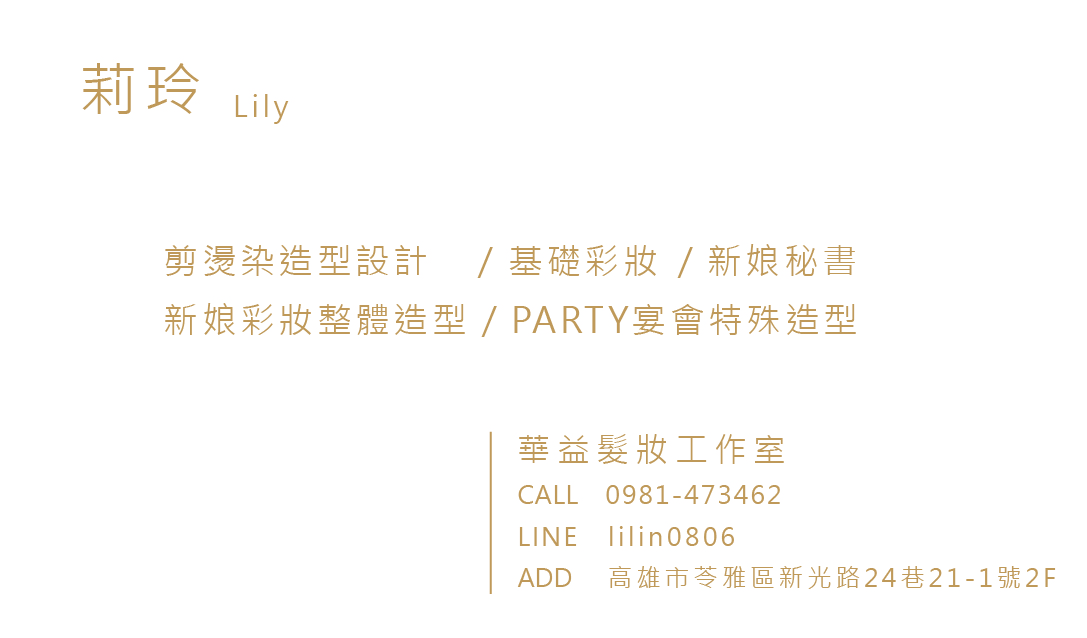 莉玲 Lily
剪燙染造型設計 / 基礎彩妝 / 新娘秘書
新娘彩妝整體造型 / PARTY宴會特殊造型
華益髮妝工作室
CALL 0981-473462
LINE lilin0806
ADD 高雄市苓雅區新光路24巷21-1號2F